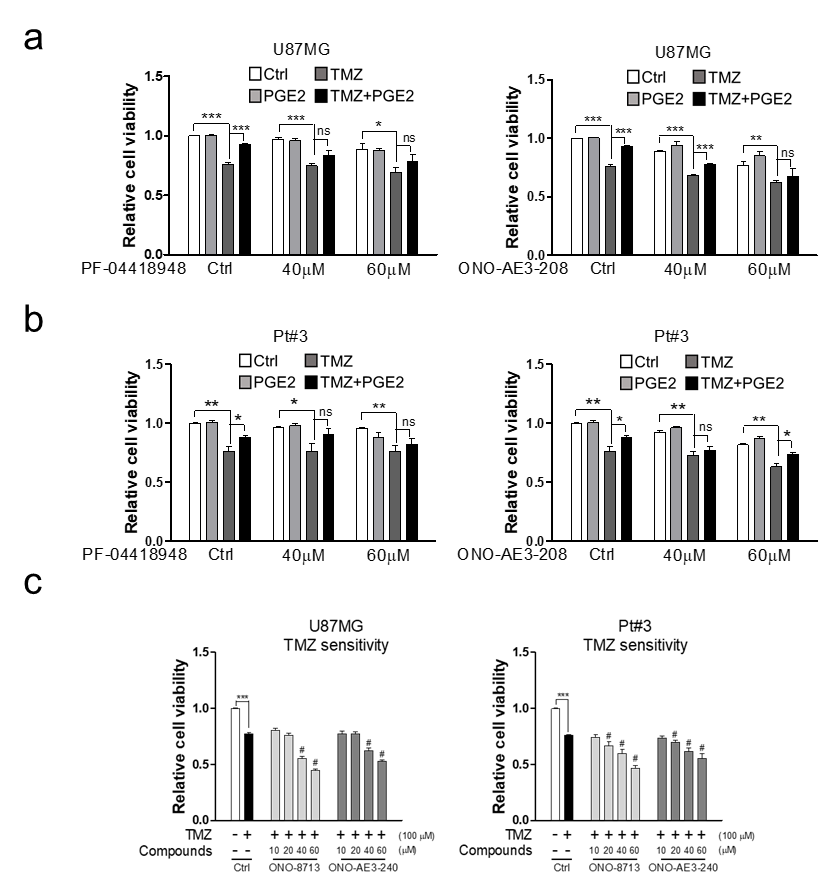 a
U87MG
Ctrl TMZ
PGE2 TMZ+PGE2
Relative cell viability
1.5
1.0
0.5
0.0
*** *** *** ns * ns
PF-04418948 Ctrl 40μM 60μM
U87MG
Ctrl TMZ
PGE2 TMZ+PGE2
Relative cell viability
1.5
1.0
0.5
0.0
*** *** *** *** ** ns
ONO-AE3-208 Ctrl 40μM 60μM
b
Pt#3
Ctrl TMZ
PGE2 TMZ+PGE2
Relative cell viability
1.5
1.0
0.5
0.0
** * * ns ** ns
PF-04418948 Ctrl 40μM 60μM
Pt#3
Ctrl TMZ
PGE2 TMZ+PGE2
Relative cell viability
1.5
1.0
0.5
0.0
** * ** ns ** *
ONO-AE3-208 Ctrl 40μM 60μM
c
U87MG
TMZ sensitivity
Relative cell viability
1.5
1.0
0.5
0.0
*** # # # #
TMZ - + + + + + + + + + (100 μM)
Compounds 10 20 40 60 10 20 40 60 (μM)
Ctrl ONO-8713 ONO-AE3-240
Pt#3
TMZ sensitivity
Relative cell viability
1.5
1.0
0.5
0.0
*** # # # # # #
- + + + + + + + + + (100 μM)
10 20 40 60 10 20 40 60 (μM)
Ctrl ONO-8713 ONO-AE3-240